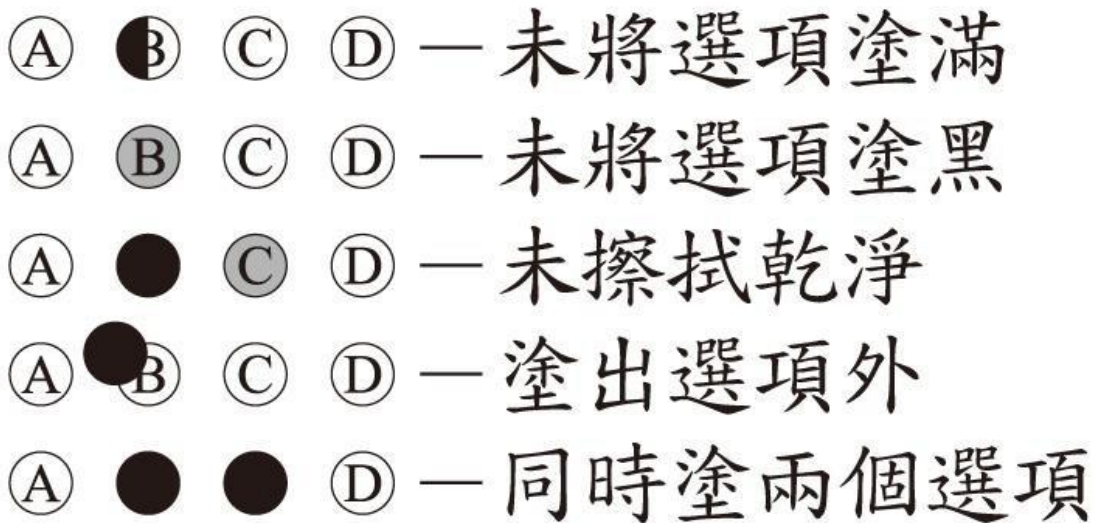 Ⓐ Ⓑ Ⓒ Ⓓ — 未將選項塗滿
Ⓐ Ⓑ Ⓒ Ⓓ — 未將選項塗黑
Ⓐ ● Ⓒ Ⓓ — 未擦拭乾淨
Ⓐ Ⓑ Ⓒ Ⓓ — 塗出選項外
Ⓐ ● ● Ⓓ — 同時塗兩個選項